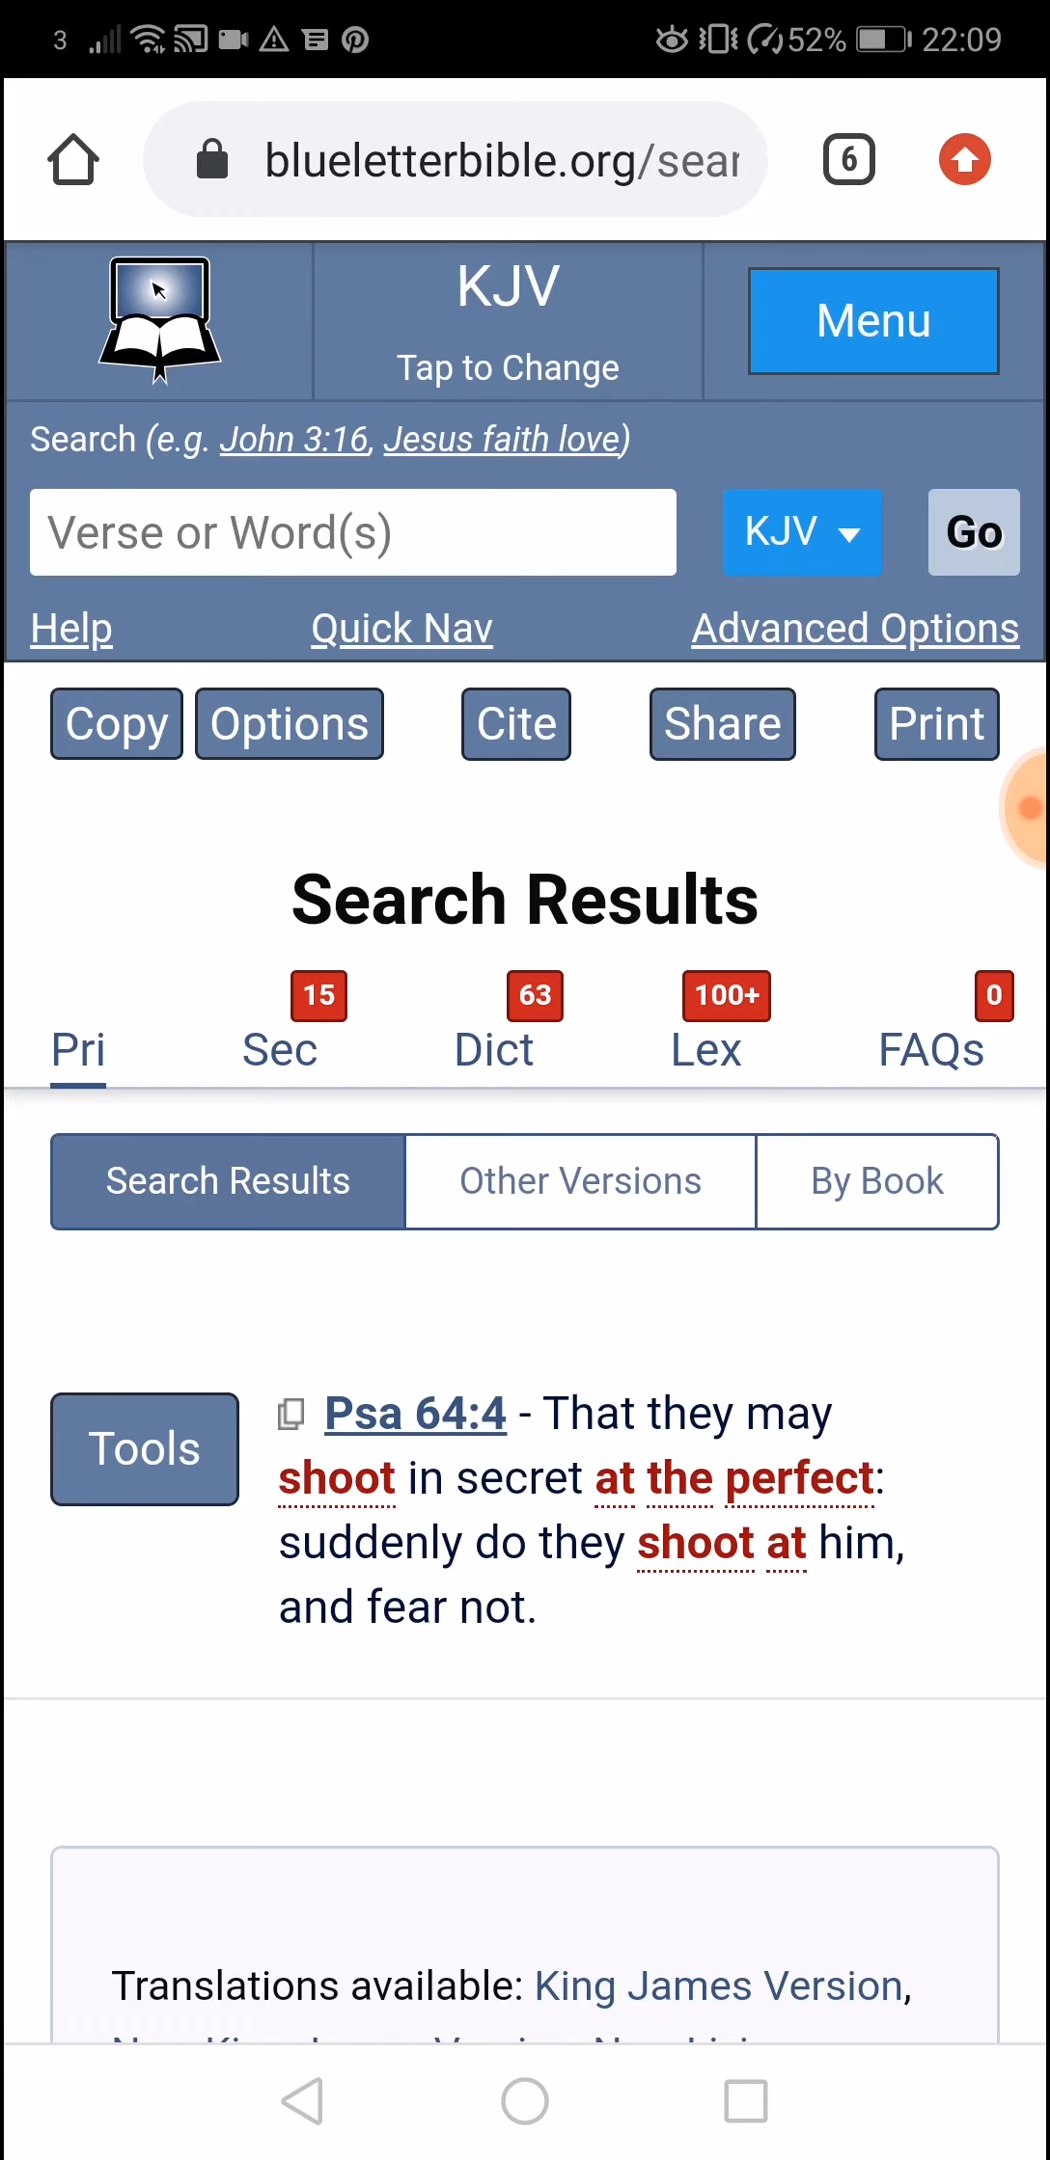 3 52% 22:09
blueletterbible.org/sear 6
KJV
Tap to Change
Menu
Search (e.g. John 3:16, Jesus faith love)
Verse or Word(s) KJV Go
Help Quick Nav Advanced Options
Copy Options Cite Share Print
Search Results
15 63 100+ 0
Pri Sec Dict Lex FAQs
Search Results Other Versions By Book
Tools
Psa 64:4 - That they may
shoot in secret at the perfect:
suddenly do they shoot at him,
and fear not.
Translations available: King James Version,